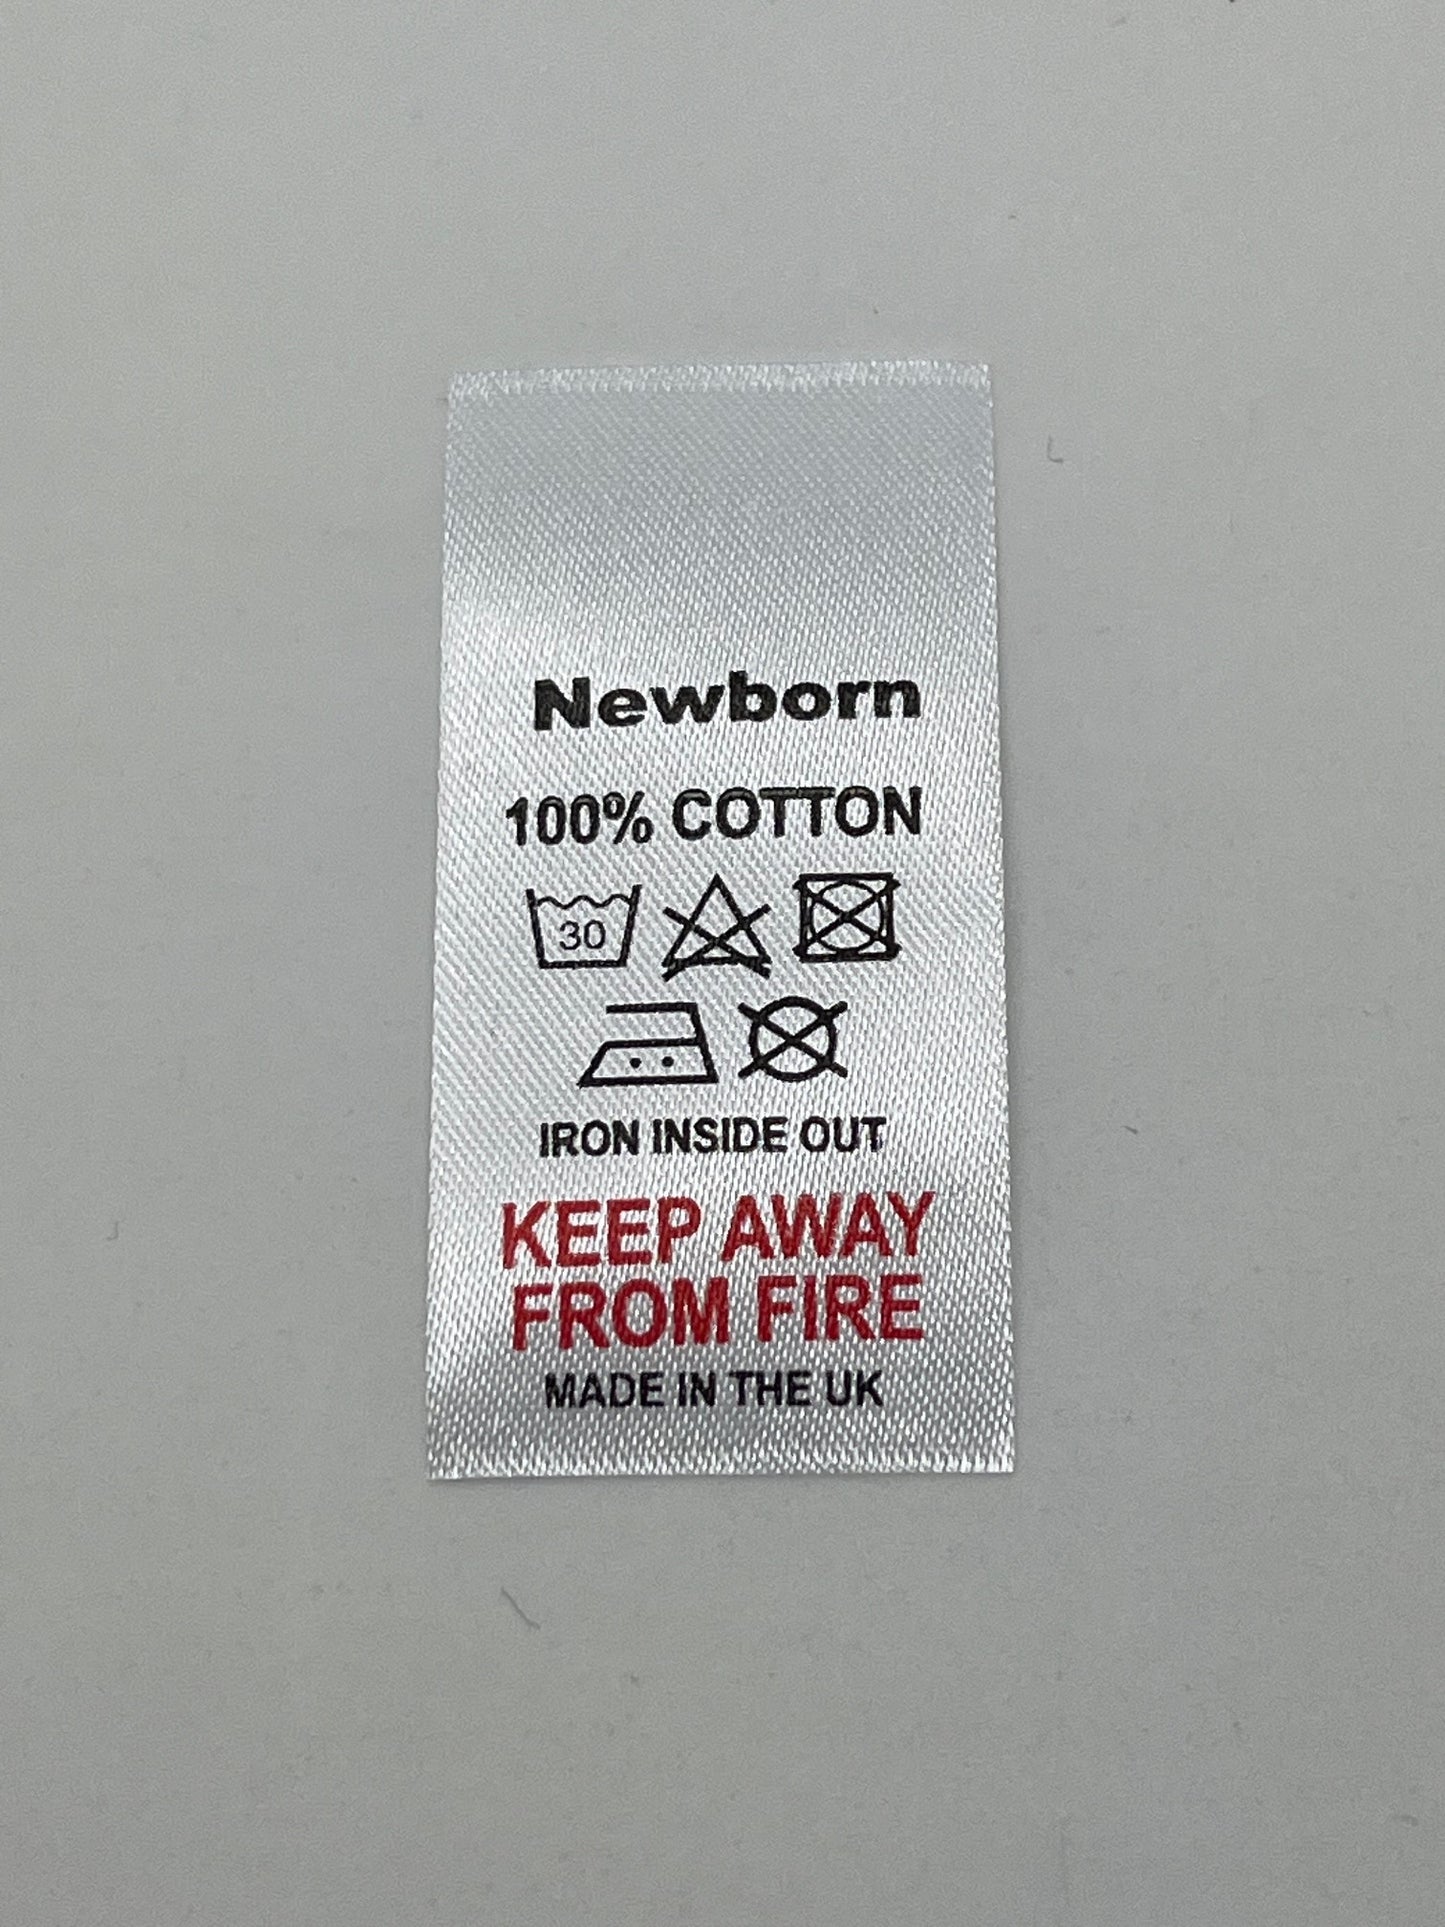 Newborn
100% COTTON
30
IRON INSIDE OUT
KEEP AWAY
FROM FIRE
MADE IN THE UK